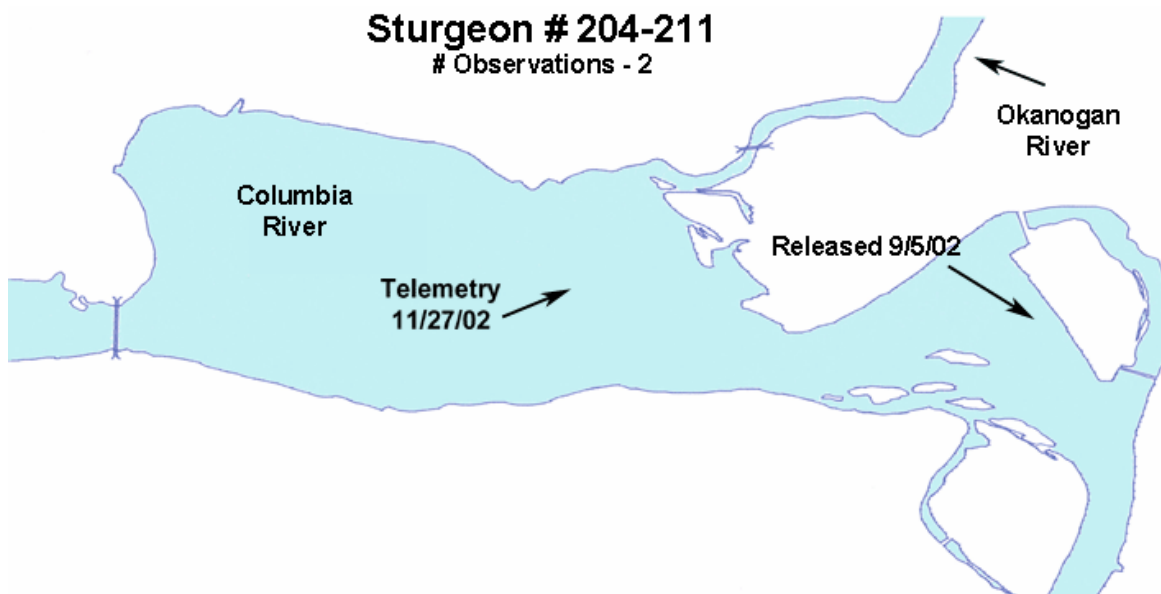 Sturgeon # 204-211
# Observations - 2
Okanogan
River
Columbia
River
Released 9/5/02
Telemetry
11/27/02